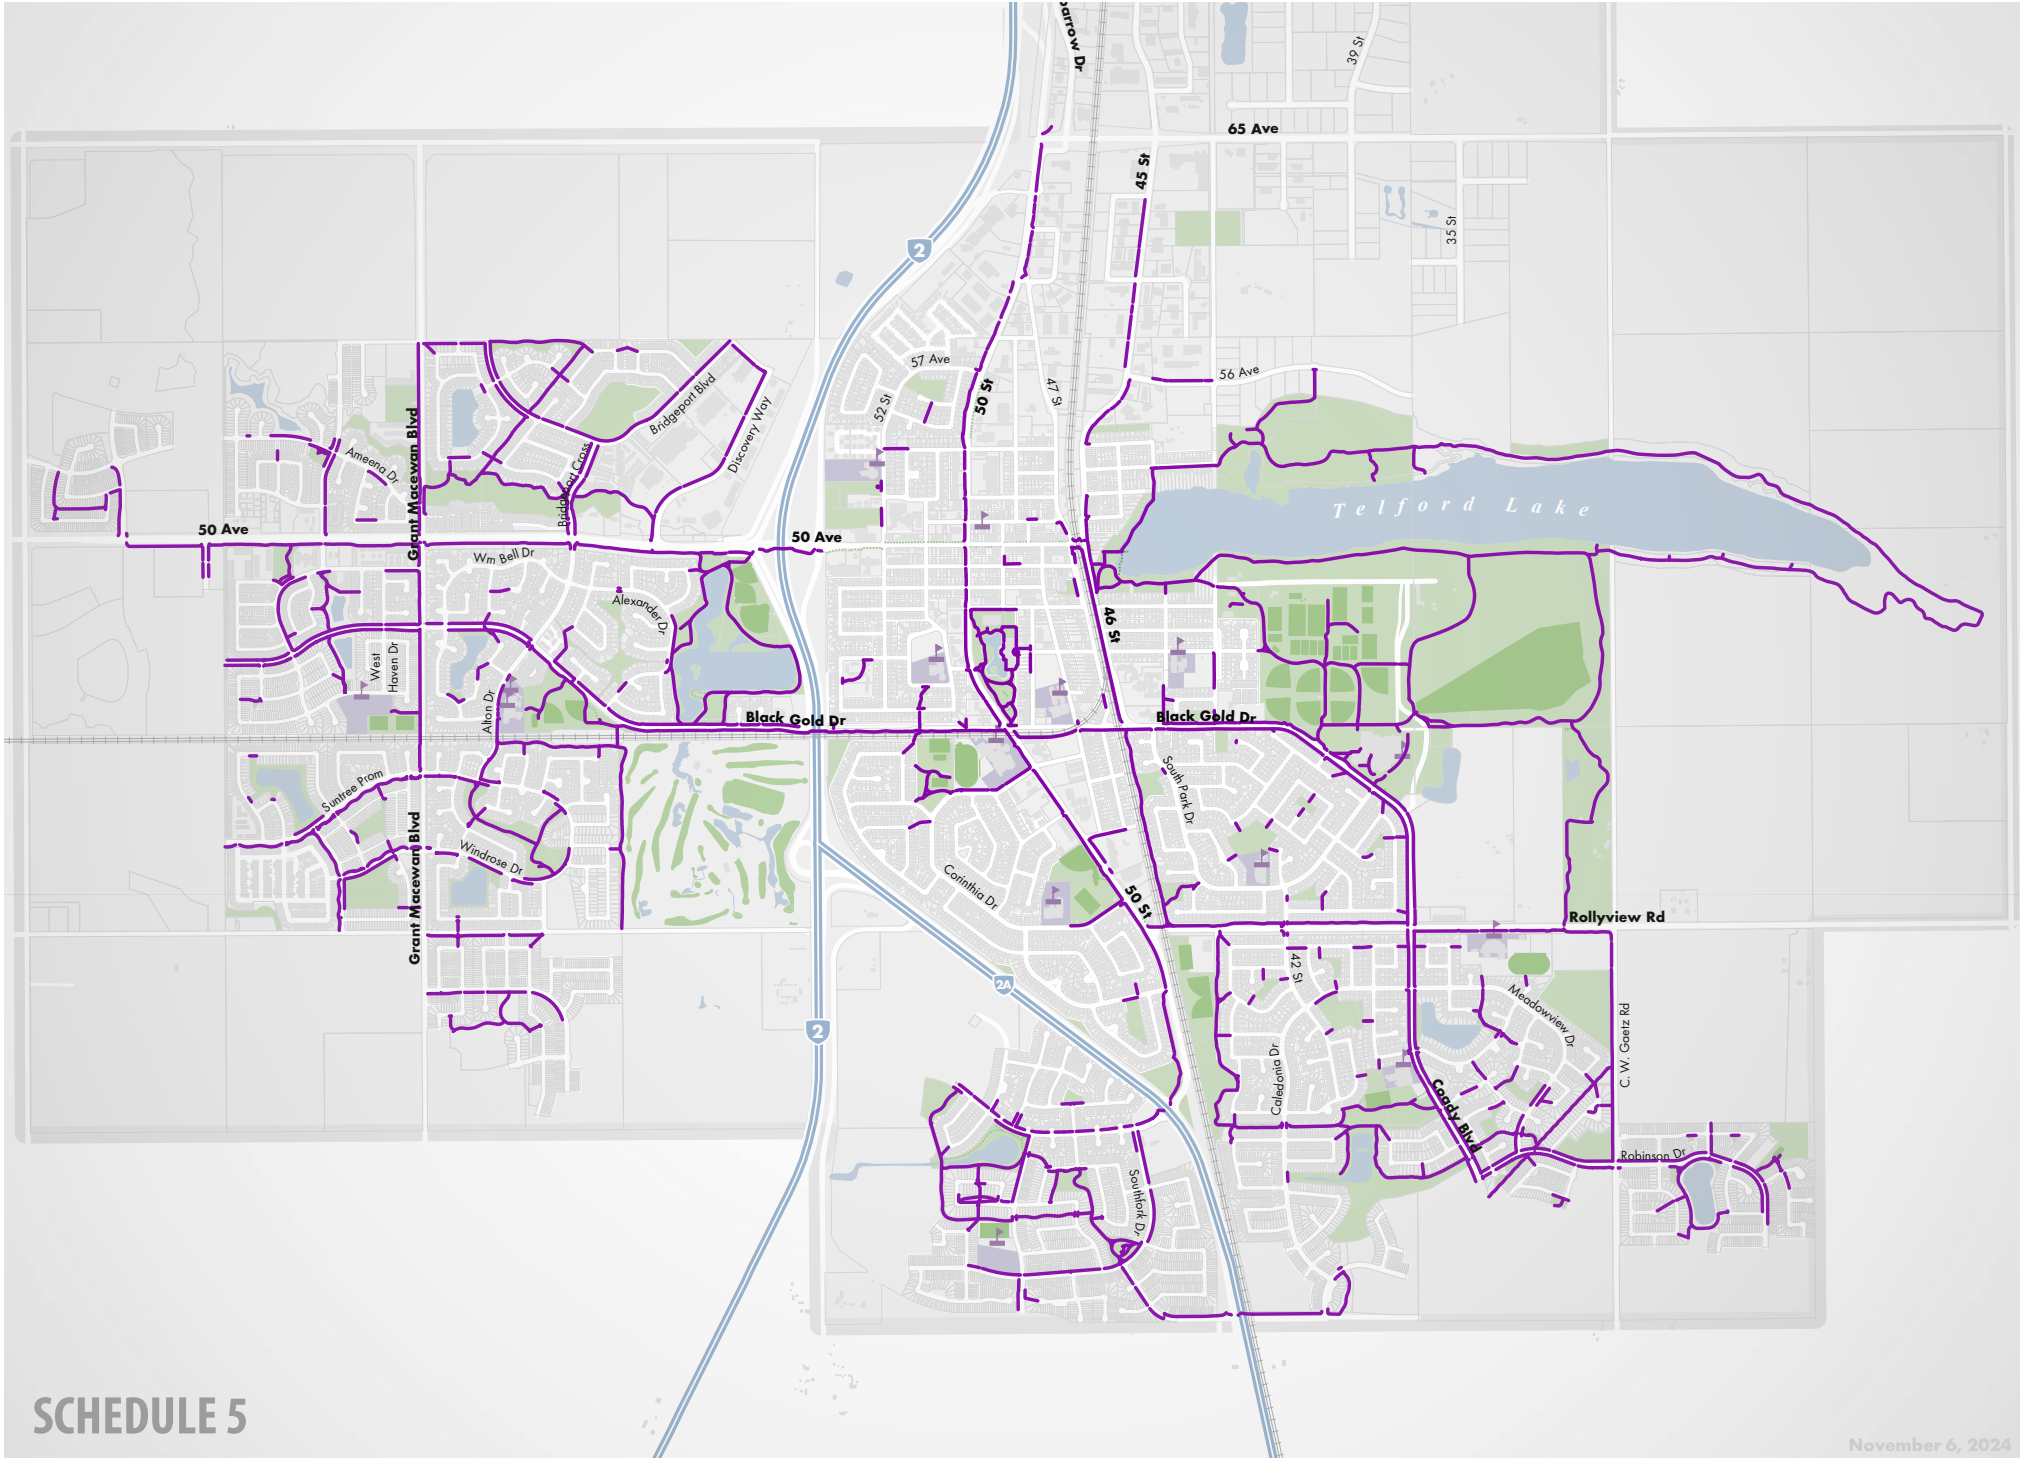 arrow Dr
39 St
65 Ave
45 St
35 St
2
57 Ave
56 Ave
52 St
50 St
47 St
Bridgeport Blvd
Discovery Way
Grant Macewan Blvd
Ameena Dr
Bridgeport Cross
Telford Lake
50 Ave
50 Ave
Wm Bell Dr
Alexander Dr
46 St
West
Haven Dr
Alton Dr
Black Gold Dr
Black Gold Dr
South Park Dr
Suntree Prom
Grant Macewan Blvd
Windrose Dr
Corinthia Dr
50 St
Rollyview Rd
42 St
2A
Meadowview Dr
2
C. W. Gaetz Rd
Caledonia Dr
Coady Blvd
Robinson Dr
Southfork Dr
SCHEDULE 5
November 6, 2024